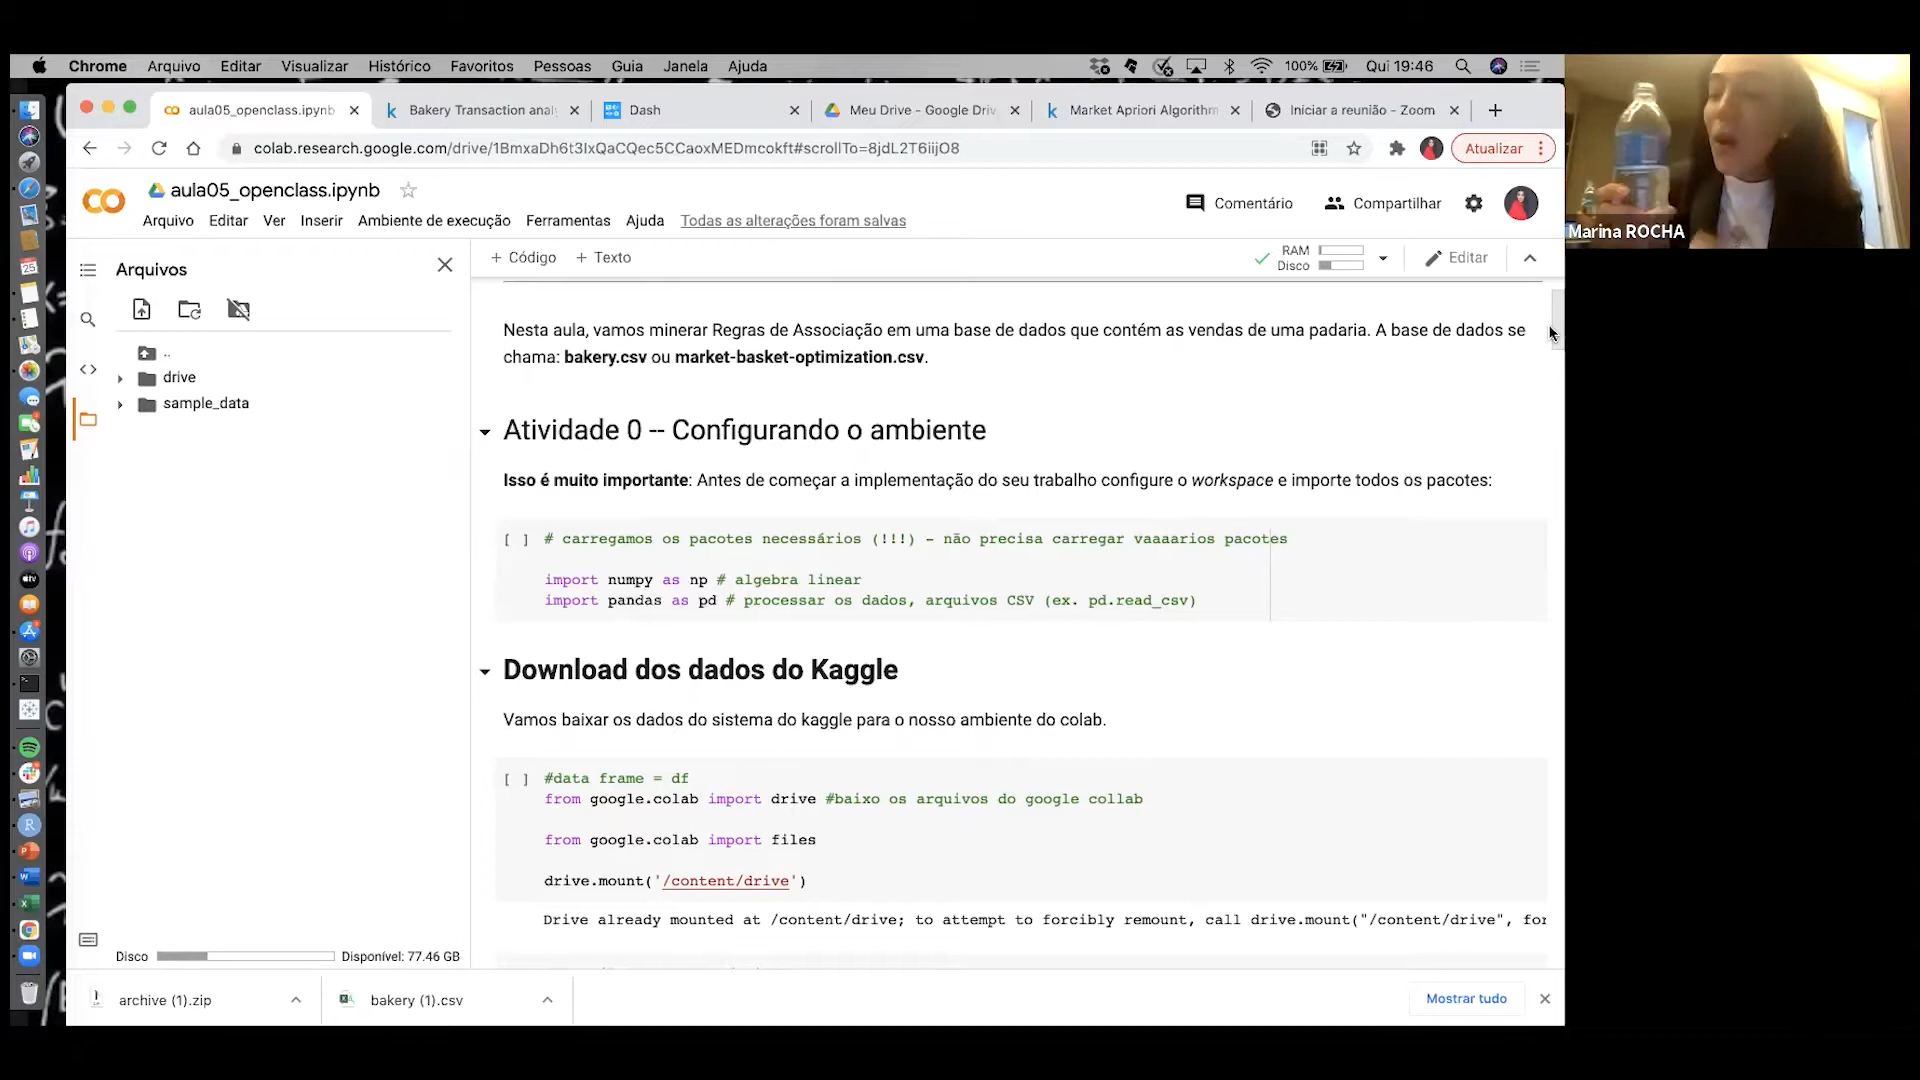 Chrome Arquivo Editar Visualizar Histórico Favoritos Pessoas Guia Janela Ajuda 100% Qui 19:46
aula05_openclass.ipynb Bakery Transaction anal Dash Meu Drive - Google Driv Market Apriori Algorithm Iniciar a reunião - Zoom
colab.research.google.com/drive/1BmxaDh6t3IxQaCQec5CCaoxMEDmcokft#scrollTo=8jdL2T6iijO8 Atualizar
aula05_openclass.ipynb
Comentário Compartilhar
Arquivo Editar Ver Inserir Ambiente de execução Ferramentas Ajuda Todas as alterações foram salvas
Marina ROCHA
Arquivos
+ Código + Texto
RAM
Disco
Editar
..
drive
sample_data
Nesta aula, vamos minerar Regras de Associação em uma base de dados que contém as vendas de uma padaria. A base de dados se
chama: bakery.csv ou market-basket-optimization.csv.
Atividade 0 -- Configurando o ambiente
Isso é muito importante: Antes de começar a implementação do seu trabalho configure o workspace e importe todos os pacotes:
[ ] # carregamos os pacotes necessários (!!!) - não precisa carregar vaaaarios pacotes
import numpy as np # algebra linear
import pandas as pd # processar os dados, arquivos CSV (ex. pd.read_csv)
Download dos dados do Kaggle
Vamos baixar os dados do sistema do kaggle para o nosso ambiente do colab.
[ ] #data frame = df
from google.colab import drive #baixo os arquivos do google collab
from google.colab import files
drive.mount('/content/drive')
Drive already mounted at /content/drive; to attempt to forcibly remount, call drive.mount("/content/drive", for
Disco Disponível: 77.46 GB
archive (1).zip bakery (1).csv Mostrar tudo